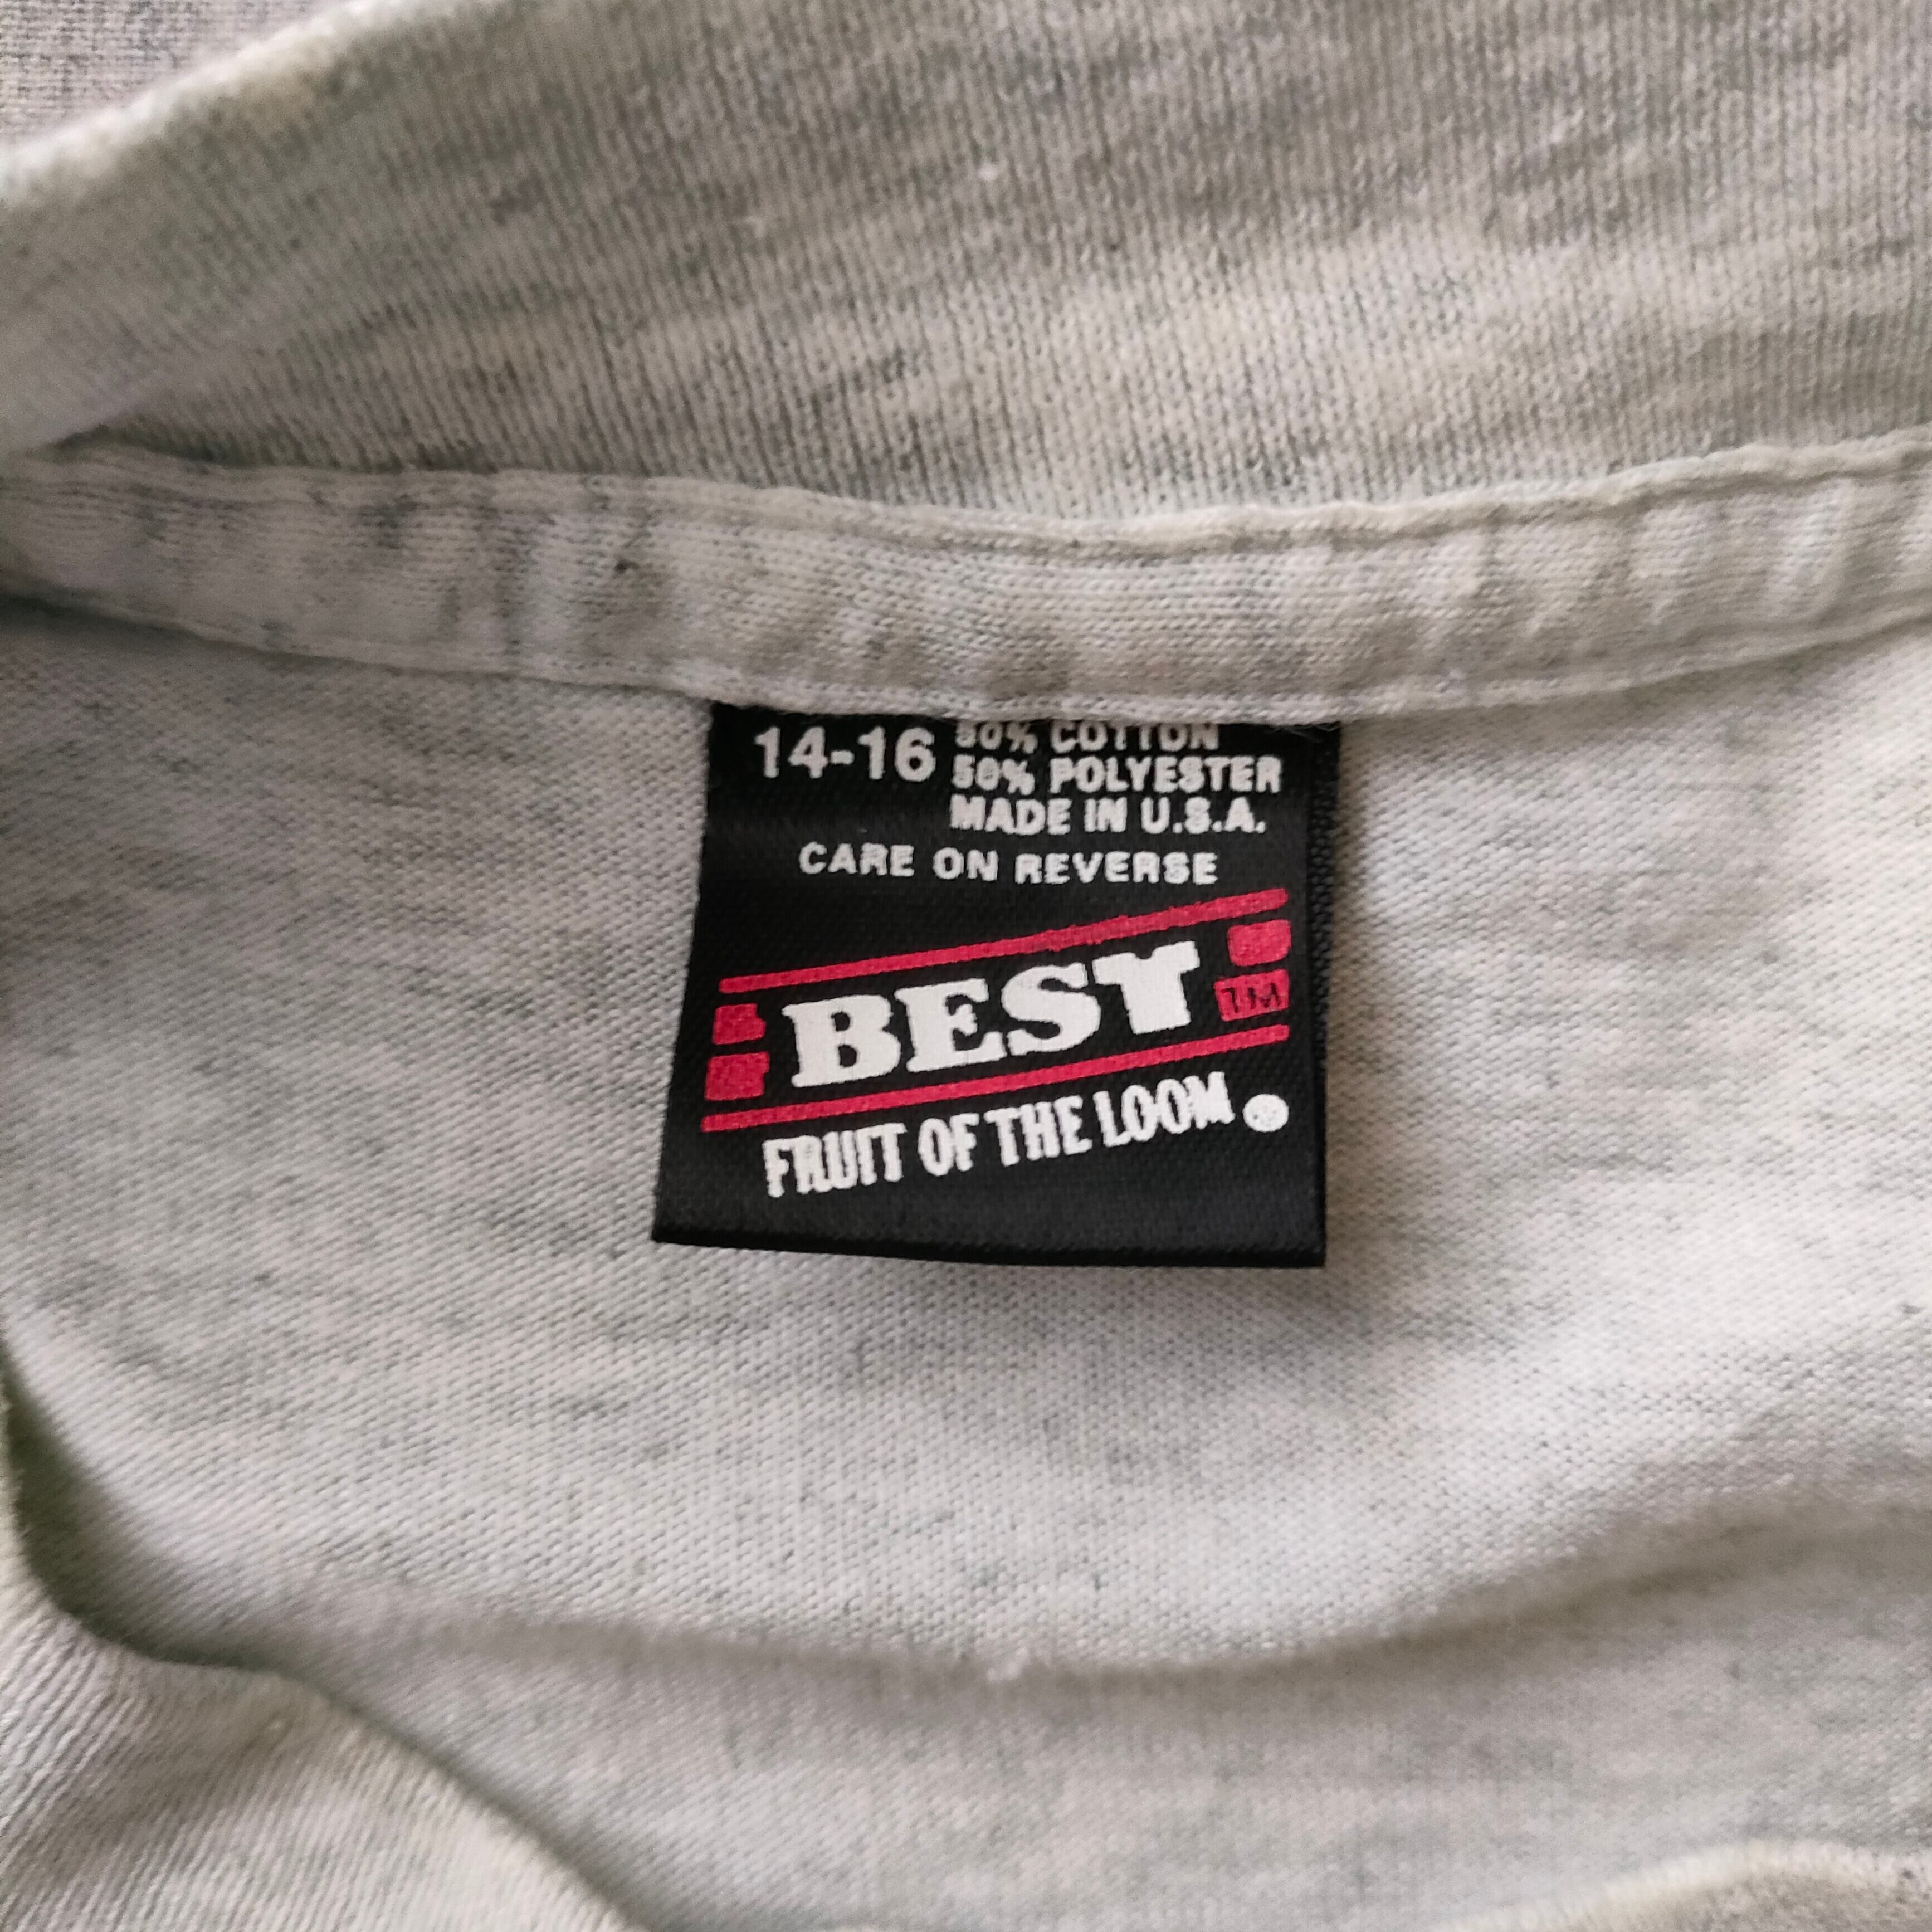 14-16
50% COTTON
50% POLYESTER
MADE IN U.S.A.
CARE ON REVERSE
BEST
TM
FRUIT OF THE LOOM